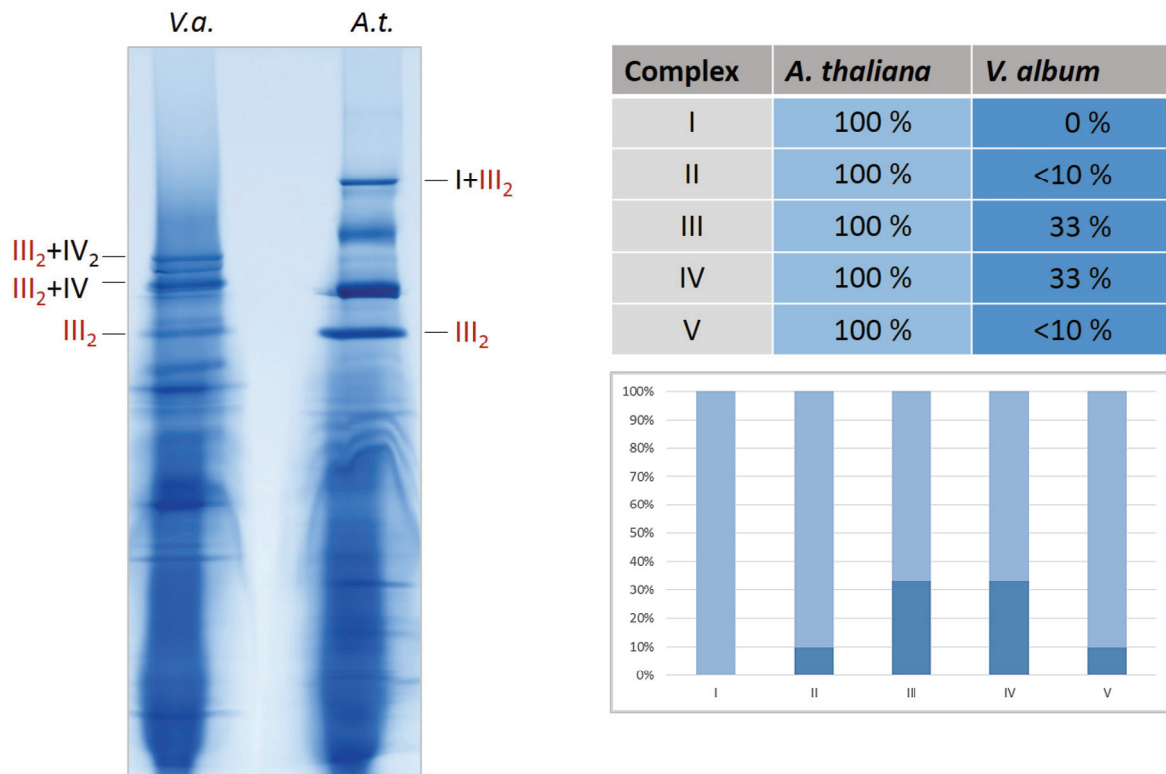 V.a.
A.t.
I+III₂
III₂+IV₂
III₂+IV
III₂
III₂
Complex A. thaliana V. album
I 100 % 0 %
II 100 % <10 %
III 100 % 33 %
IV 100 % 33 %
V 100 % <10 %
100%
90%
80%
70%
60%
50%
40%
30%
20%
10%
0%
I II III IV V